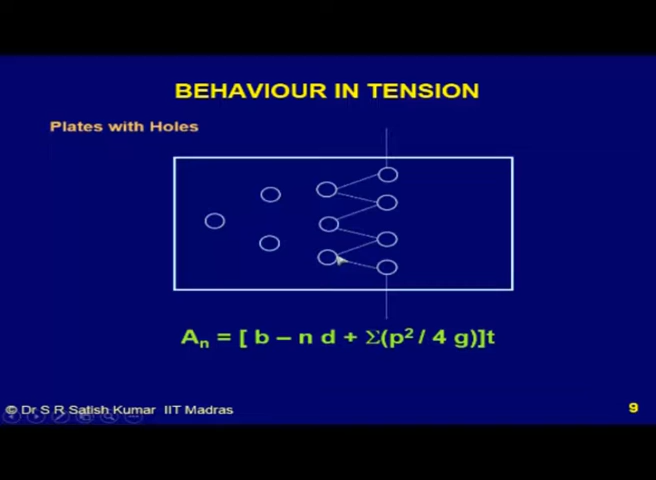 BEHAVIOUR IN TENSION
Plates with Holes
Aₙ = [ b – n d + Σ(p² / 4 g)]t
© Dr S R Satish Kumar IIT Madras
9